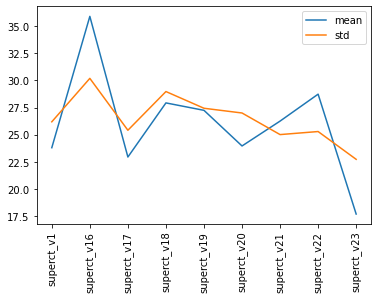 mean
std
35.0
32.5
30.0
27.5
25.0
22.5
20.0
17.5
superct_v1
superct_v16
superct_v17
superct_v18
superct_v19
superct_v20
superct_v21
superct_v22
superct_v23